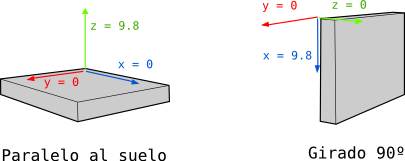 z = 9.8
x = 0
y = 0
Paralelo al suelo
y = 0
z = 0
x = 9.8
Girado 90º